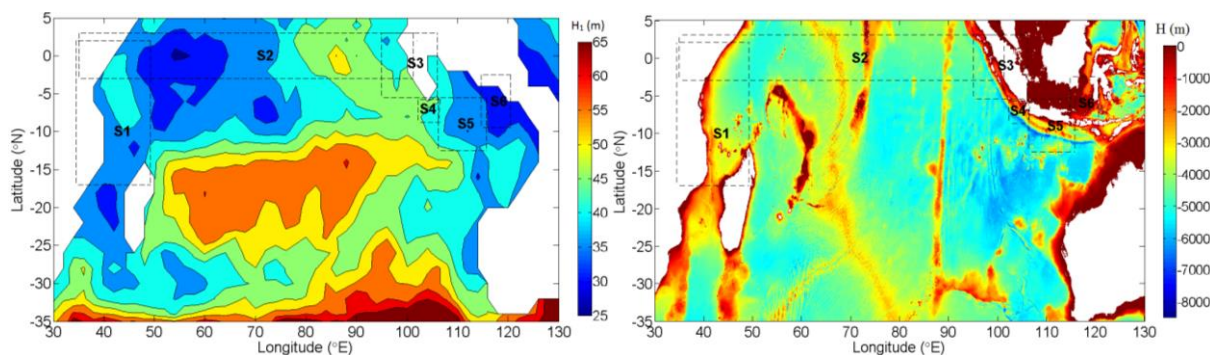 H₁ (m)
5
0
-5
-10
-15
-20
-25
-30
-35
Latitude (°N)
30 40 50 60 70 80 90 100 110 120 130
Longitude (°E)
S1
S2
S3
S4
S5
S6
65
60
55
50
45
40
35
30
25
H (m)
5
0
-5
-10
-15
-20
-25
-30
-35
Latitude (°N)
30 40 50 60 70 80 90 100 110 120 130
Longitude (°E)
S1
S2
S3
S4
S5
S6
0
-1000
-2000
-3000
-4000
-5000
-6000
-7000
-8000